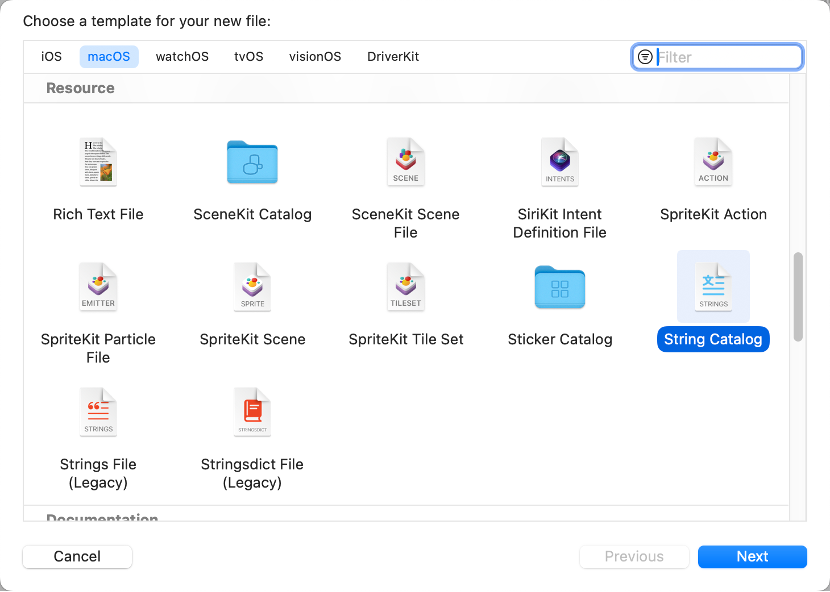 Choose a template for your new file:
iOS macOS watchOS tvOS visionOS DriverKit
Filter
Resource
Rich Text File
SceneKit Catalog
SCENE
SceneKit Scene
File
INTENTS
SiriKit Intent
Definition File
ACTION
SpriteKit Action
EMITTER
SpriteKit Particle
File
SPRITE
SpriteKit Scene
TILESET
SpriteKit Tile Set
Sticker Catalog
文
STRINGS
String Catalog
STRINGS
Strings File
(Legacy)
STRINGSDICT
Stringsdict File
(Legacy)
Documentation
Cancel
Previous
Next